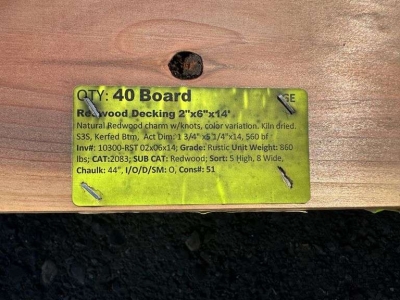 QTY: 40 Board SE
Redwood Decking 2"x6"x14'
Natural Redwood charm w/knots, color variation. Kiln dried.
S3S, Kerfed Btm, Act Dim: 1 3/4" x5 1/4"x14', 560 bf
Inv#: 10300-RST 02x06x14; Grade: Rustic Unit Weight: 860
lbs; CAT:2083; SUB CAT: Redwood; Sort: 5 High, 8 Wide,
Chaulk: 44", I/O/D/SM: O, Cons#: 51